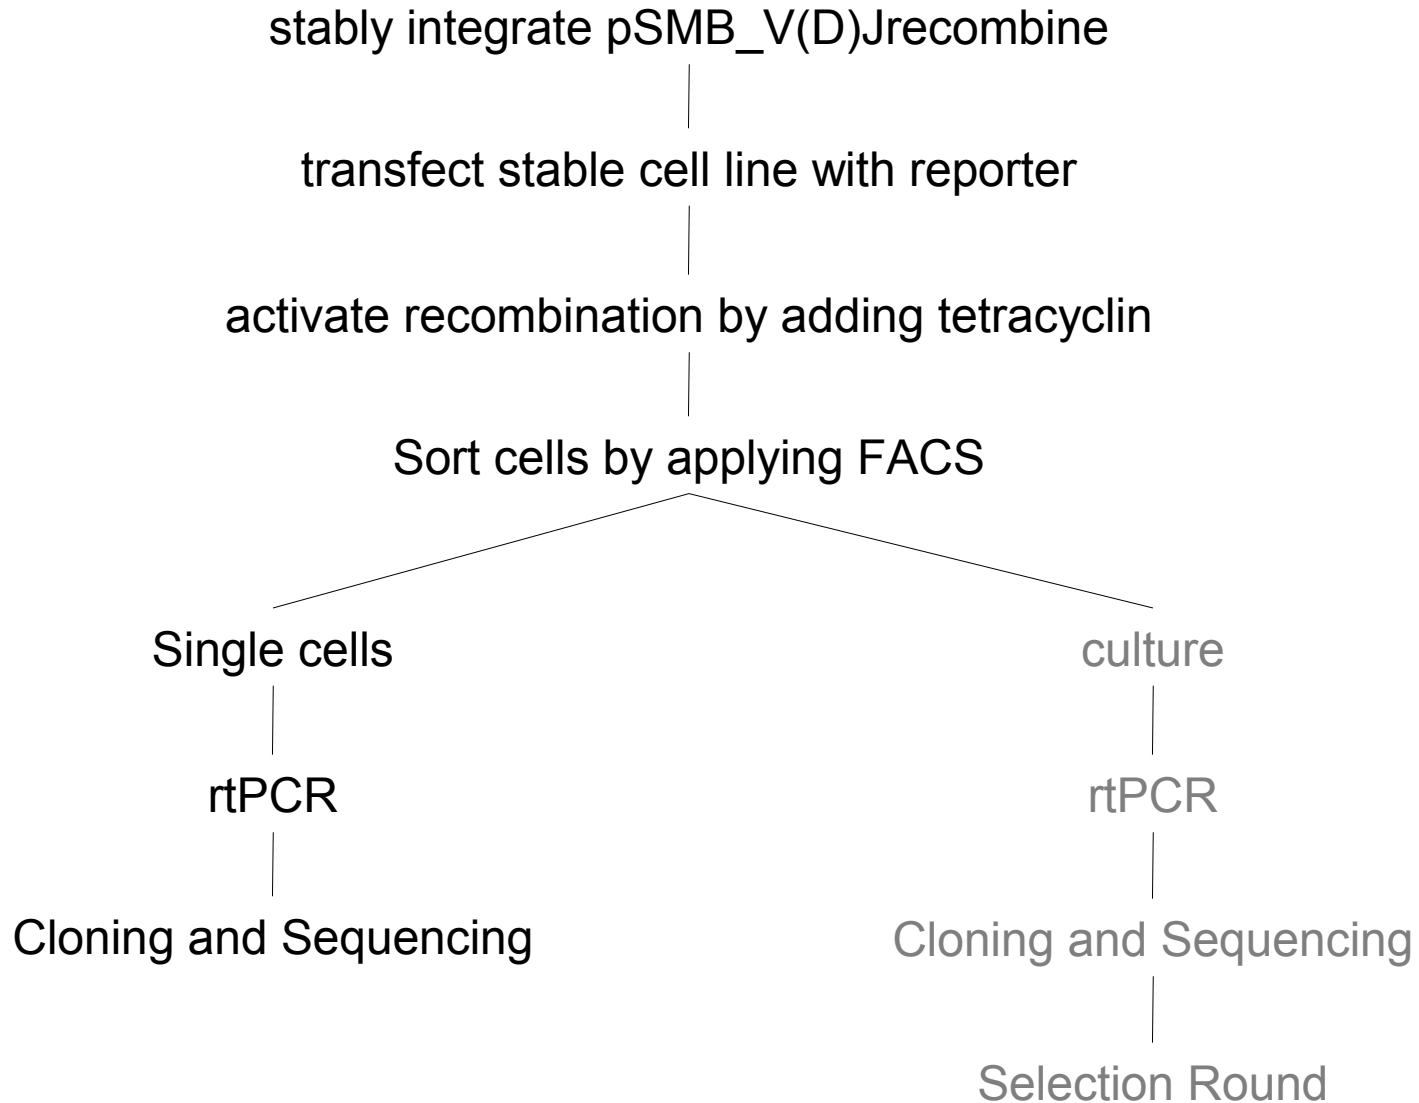 stably integrate pSMB_V(D)Jrecombine
transfect stable cell line with reporter
activate recombination by adding tetracyclin
Sort cells by applying FACS
Single cells
culture
rtPCR
rtPCR
Cloning and Sequencing
Cloning and Sequencing
Selection Round